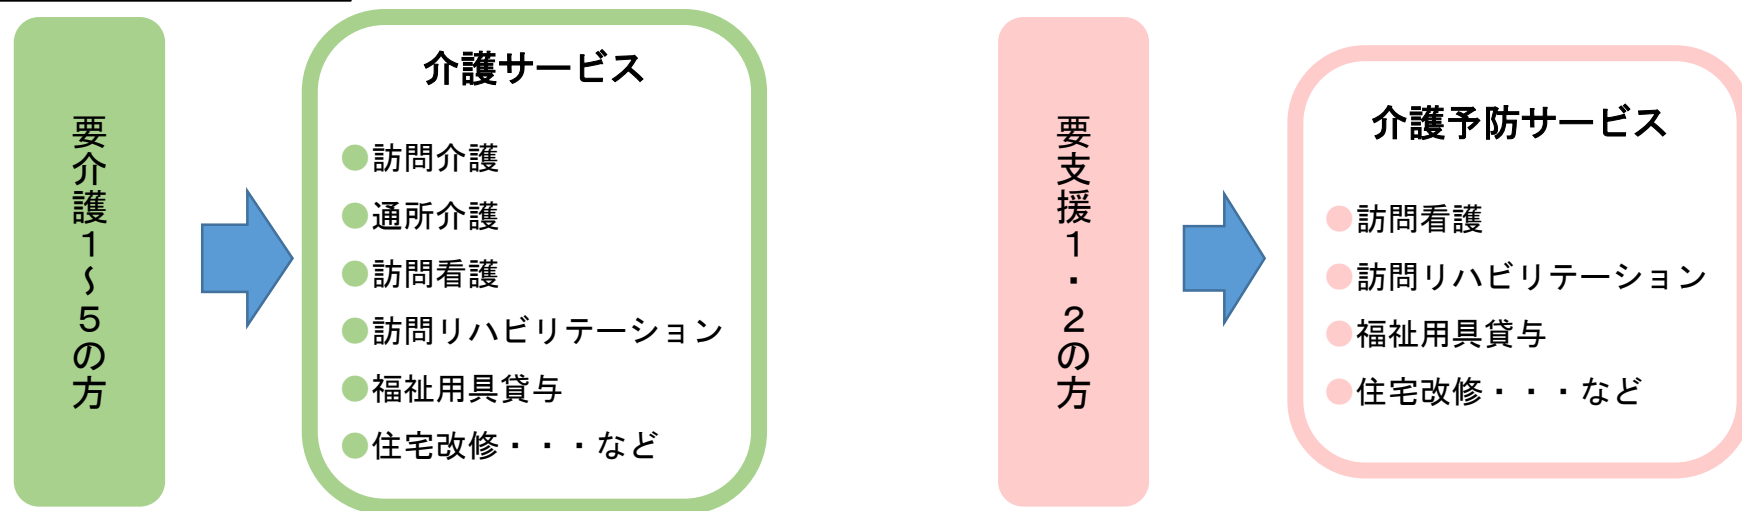 要介護１～５の方
介護サービス
●訪問介護
●通所介護
●訪問看護
●訪問リハビリテーション
●福祉用具貸与
●住宅改修・・・など
要支援１・２の方
介護予防サービス
●訪問看護
●訪問リハビリテーション
●福祉用具貸与
●住宅改修・・・など